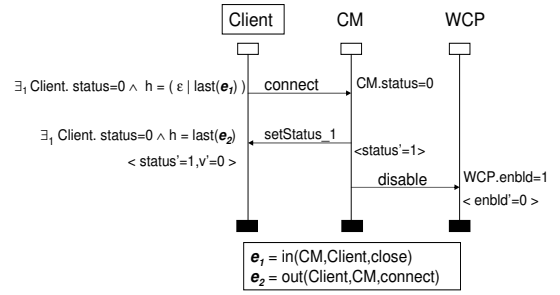 Client CM WCP
∃₁ Client. status=0 ∧ h = ( ε | last(e₁) ) connect CM.status=0
∃₁ Client. status=0 ∧ h = last(e₂) setStatus_1
< status'=1,v'=0 > <status'=1>
disable WCP.enbld=1
< enbld'=0 >
e₁ = in(CM,Client,close)
e₂ = out(Client,CM,connect)